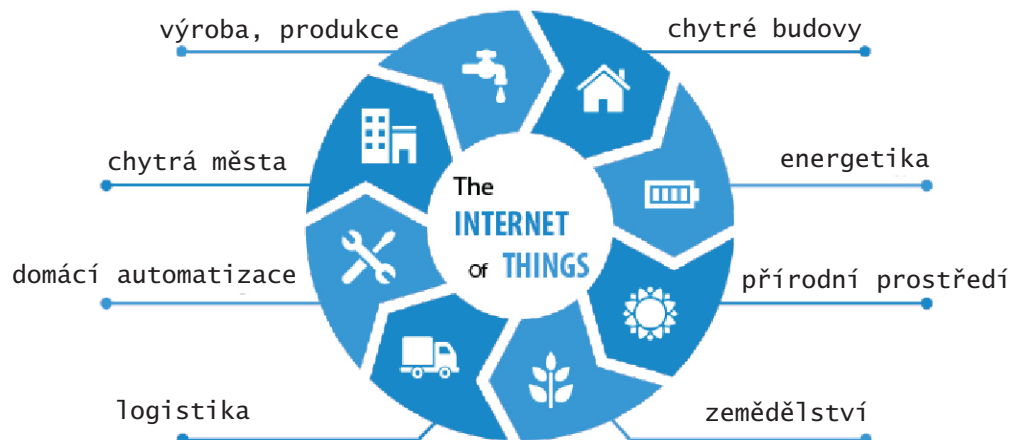 výroba, produkce
chytré budovy
chytrá města
energetika
The
INTERNET
OF THINGS
domácí automatizace
přírodní prostředí
logistika
zemědělství